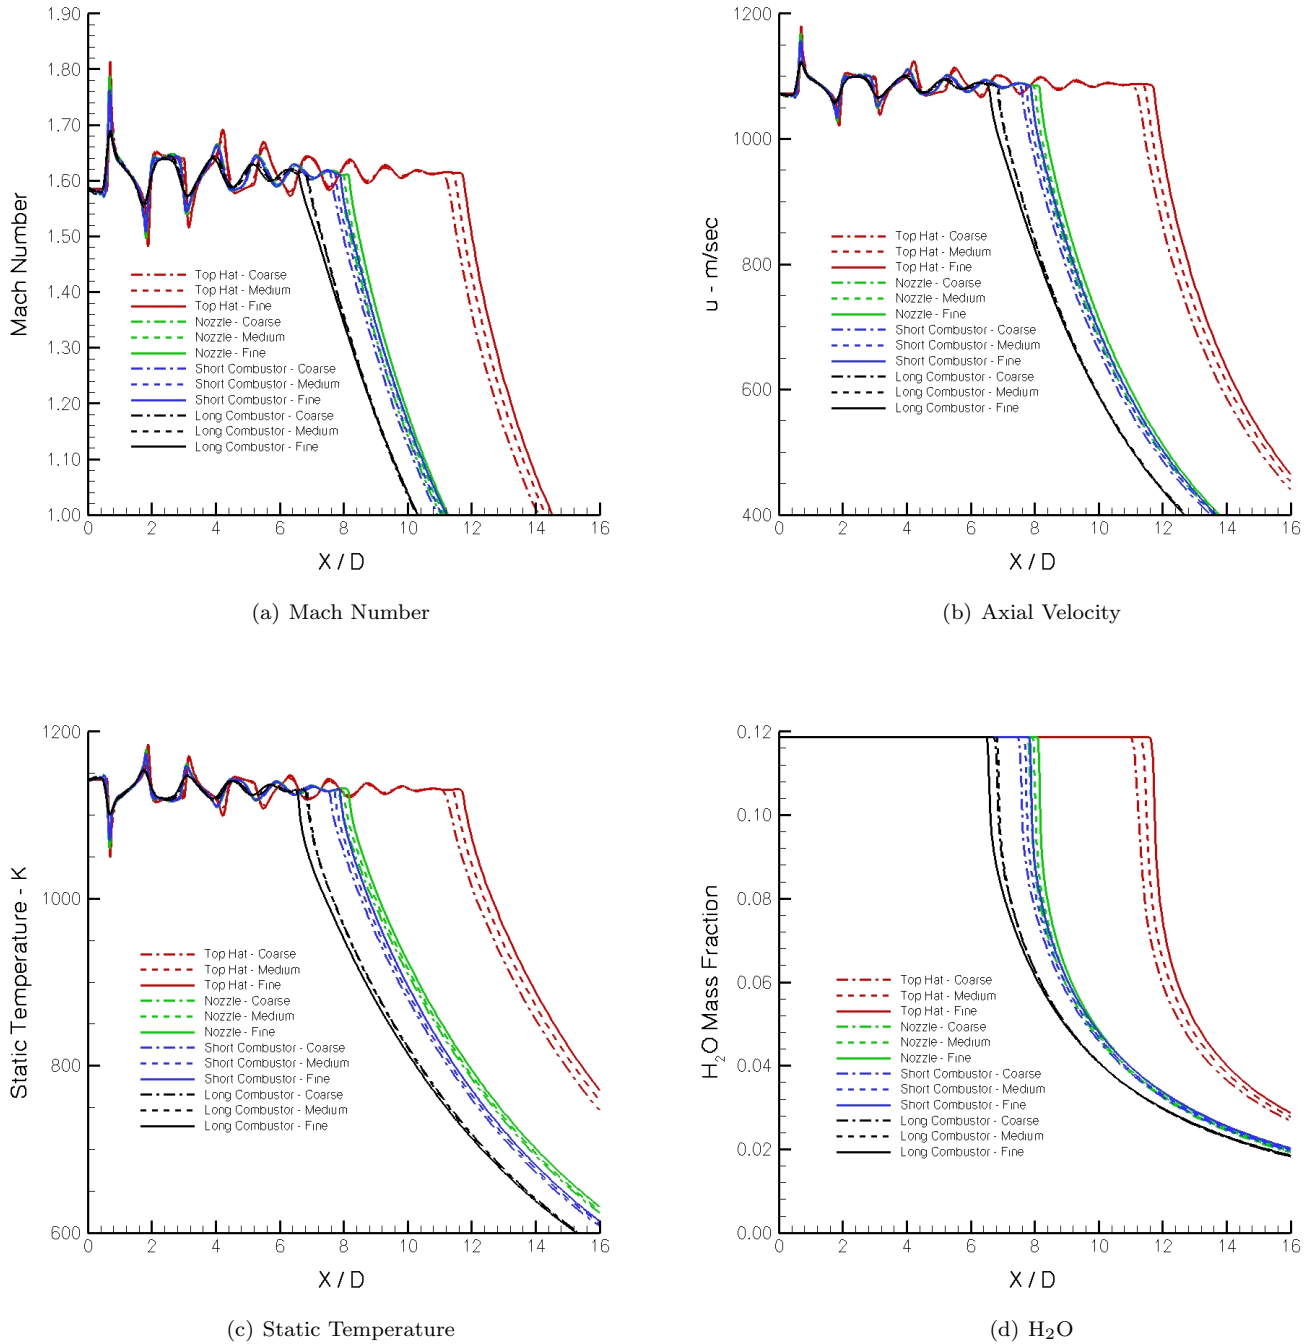 1.90
1.80
1.70
1.60
1.50
1.40
1.30
1.20
1.10
1.00
Mach Number
Top Hat - Coarse
Top Hat - Medium
Top Hat - Fine
Nozzle - Coarse
Nozzle - Medium
Nozzle - Fine
Short Combustor - Coarse
Short Combustor - Medium
Short Combustor - Fine
Long Combustor - Coarse
Long Combustor - Medium
Long Combustor - Fine
0 2 4 6 8 10 12 14 16
X / D
(a) Mach Number
1200
1000
800
600
400
u - m/sec
Top Hat - Coarse
Top Hat - Medium
Top Hat - Fine
Nozzle - Coarse
Nozzle - Medium
Nozzle - Fine
Short Combustor - Coarse
Short Combustor - Medium
Short Combustor - Fine
Long Combustor - Coarse
Long Combustor - Medium
Long Combustor - Fine
0 2 4 6 8 10 12 14 16
X / D
(b) Axial Velocity
1200
1000
800
600
Static Temperature - K
Top Hat - Coarse
Top Hat - Medium
Top Hat - Fine
Nozzle - Coarse
Nozzle - Medium
Nozzle - Fine
Short Combustor - Coarse
Short Combustor - Medium
Short Combustor - Fine
Long Combustor - Coarse
Long Combustor - Medium
Long Combustor - Fine
0 2 4 6 8 10 12 14 16
X / D
(c) Static Temperature
0.12
0.10
0.08
0.06
0.04
0.02
0.00
H₂O Mass Fraction
Top Hat - Coarse
Top Hat - Medium
Top Hat - Fine
Nozzle - Coarse
Nozzle - Medium
Nozzle - Fine
Short Combustor - Coarse
Short Combustor - Medium
Short Combustor - Fine
Long Combustor - Coarse
Long Combustor - Medium
Long Combustor - Fine
0 2 4 6 8 10 12 14 16
X / D
(d) H₂O